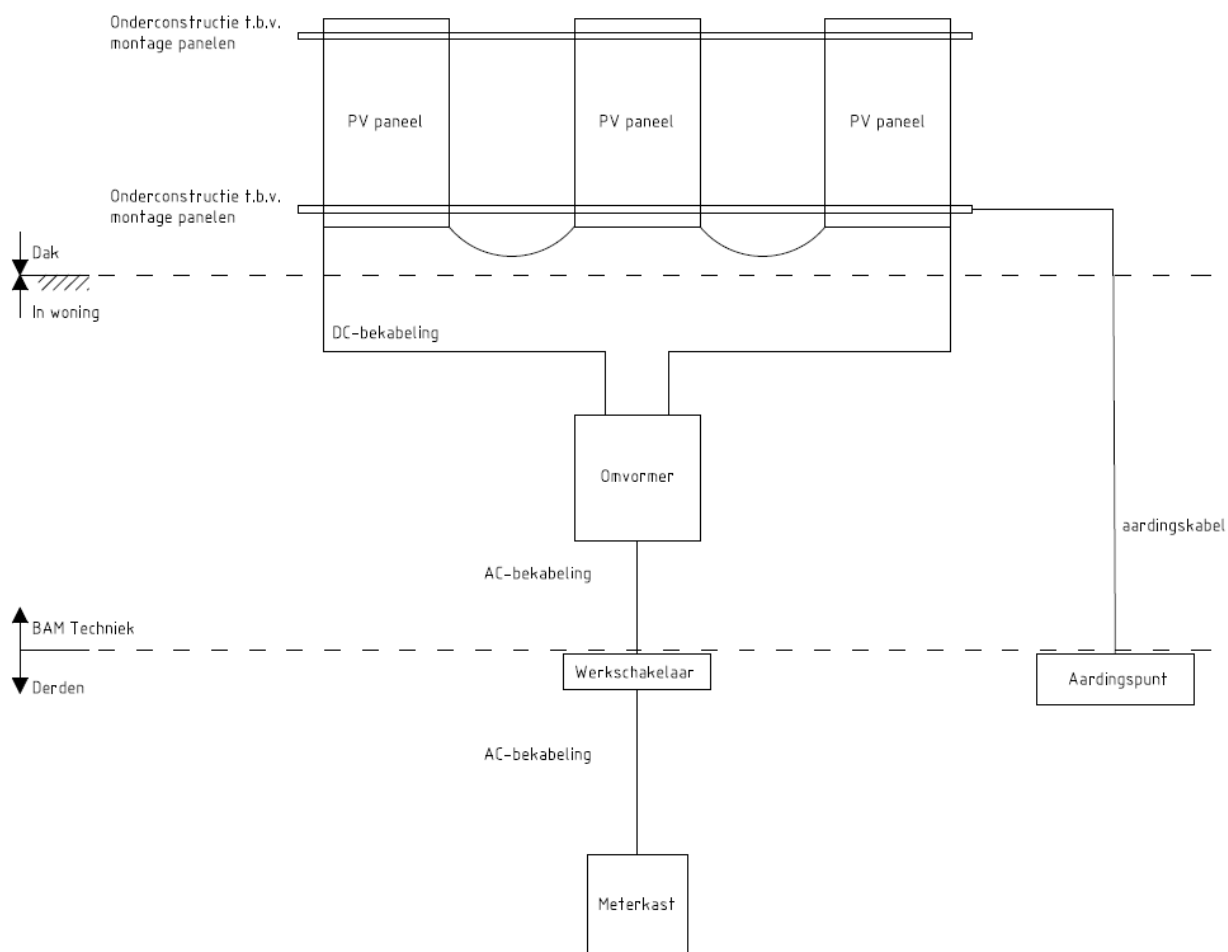 Onderconstructie t.b.v.
montage panelen
PV paneel
PV paneel
PV paneel
Onderconstructie t.b.v.
montage panelen
Dak
In woning
DC-bekabeling
Omvormer
aardingskabel
AC-bekabeling
BAM Techniek
Derden
Werkschakelaar
Aardingspunt
AC-bekabeling
Meterkast